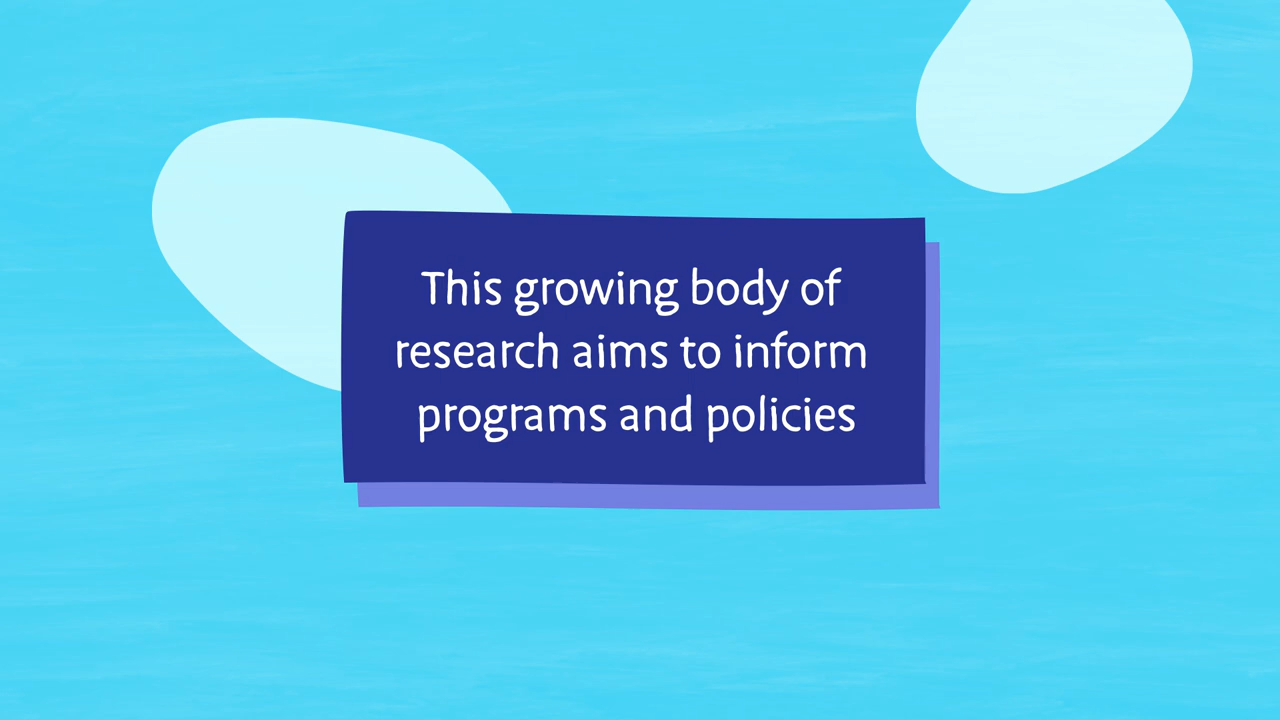 This growing body of
research aims to inform
programs and policies